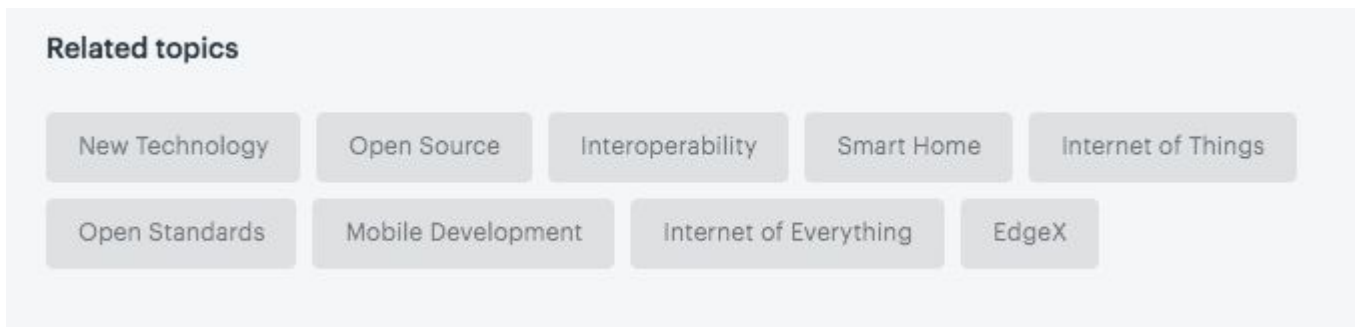 Related topics
New Technology Open Source Interoperability Smart Home Internet of Things
Open Standards Mobile Development Internet of Everything EdgeX